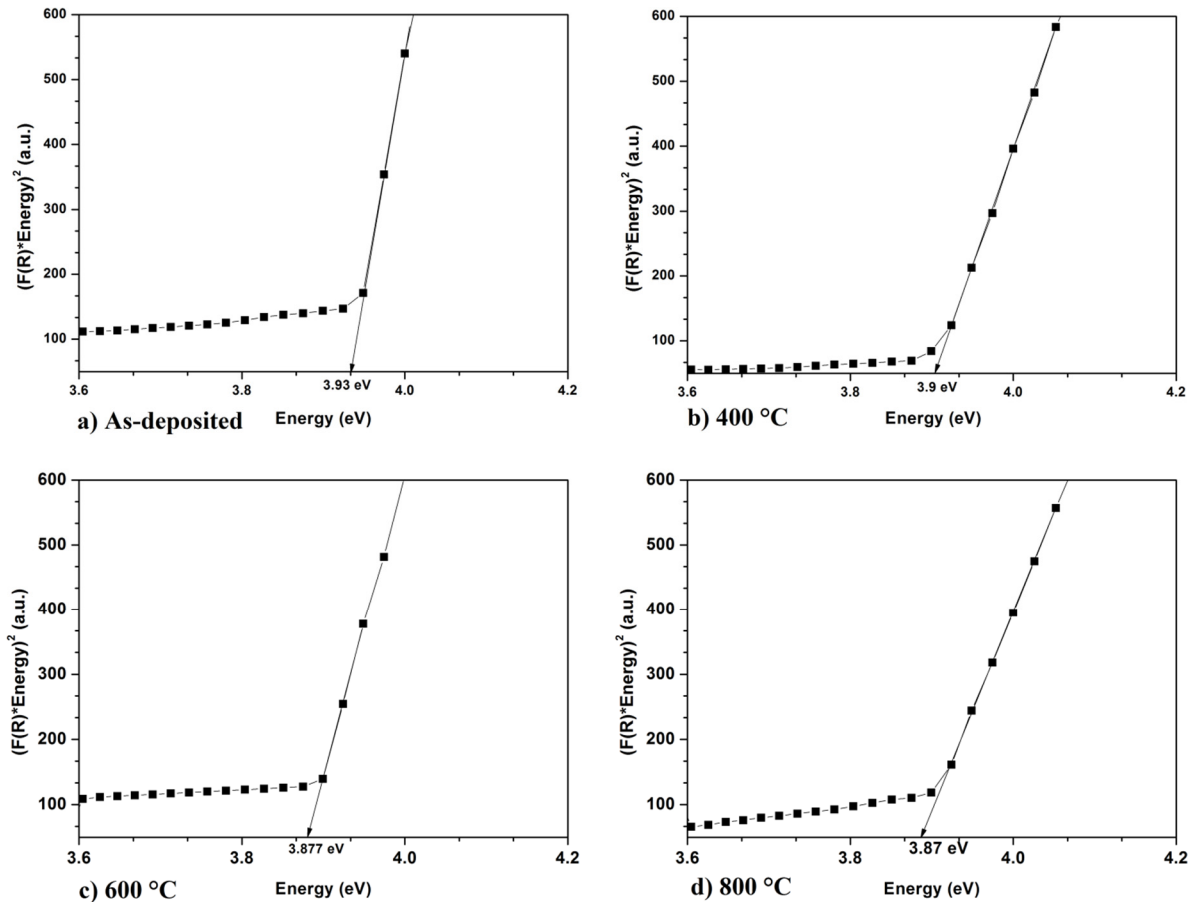 600
500
400
300
200
100
(F(R)*Energy)² (a.u.)
3.6
3.8
4.0
4.2
3.93 eV
Energy (eV)
a) As-deposited
600
500
400
300
200
100
(F(R)*Energy)² (a.u.)
3.6
3.8
4.0
4.2
3.9 eV
Energy (eV)
b) 400 °C
600
500
400
300
200
100
(F(R)*Energy)² (a.u.)
3.6
3.8
4.0
4.2
3.877 eV
Energy (eV)
c) 600 °C
600
500
400
300
200
100
(F(R)*Energy)² (a.u.)
3.6
3.8
4.0
4.2
3.87 eV
Energy (eV)
d) 800 °C